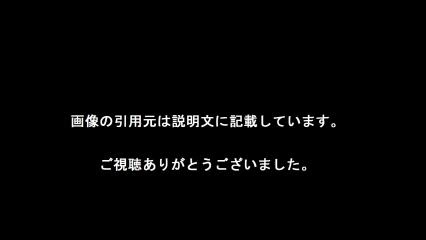 画像の引用元は説明文に記載しています。
ご視聴ありがとうございました。